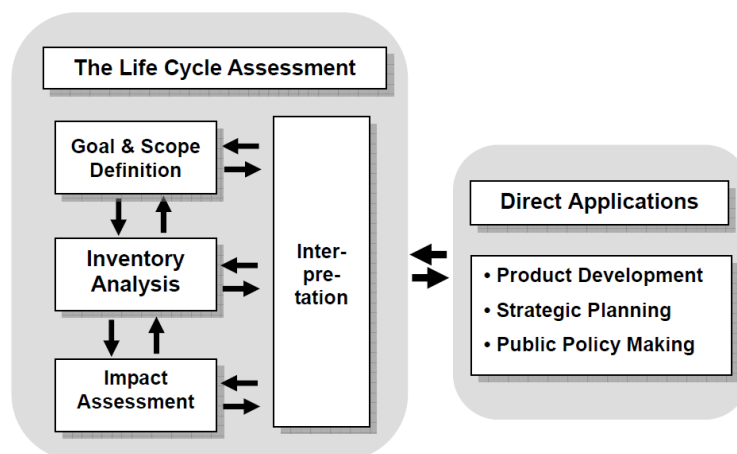 The Life Cycle Assessment
Goal & Scope
Definition
Inventory
Analysis
Impact
Assessment
Inter-
pre-
tation
Direct Applications
• Product Development
• Strategic Planning
• Public Policy Making